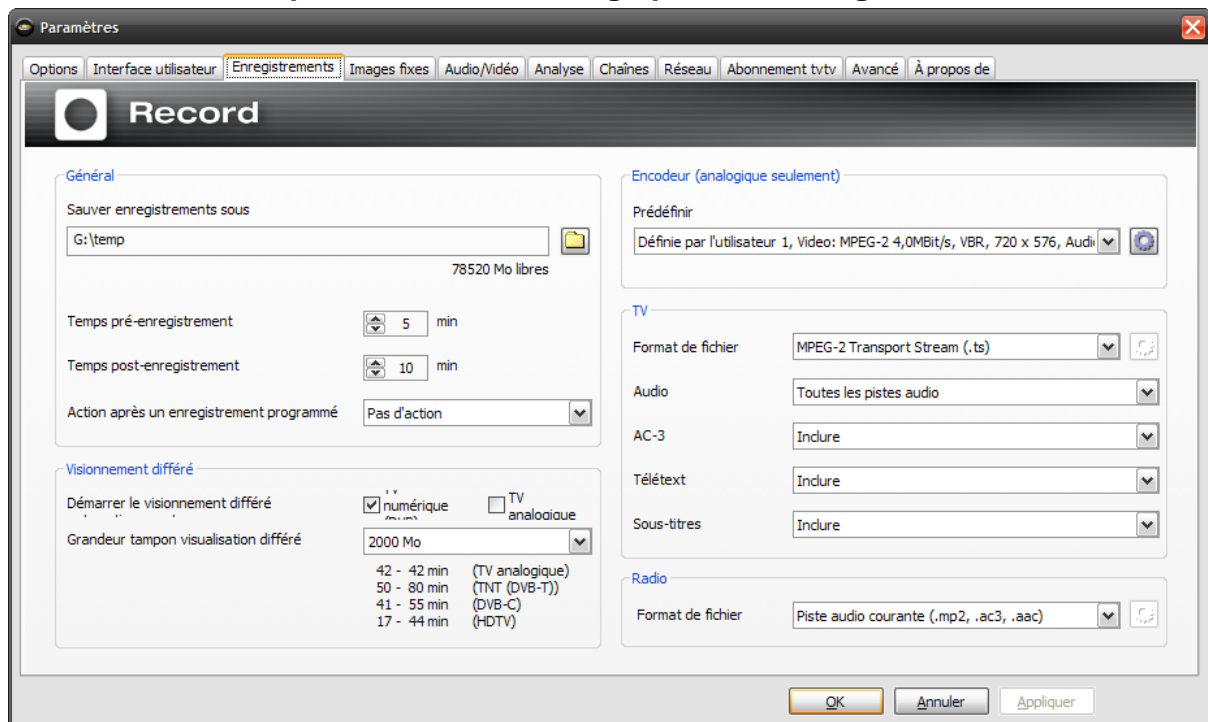 Paramètres
Options Interface utilisateur Enregistrements Images fixes Audio/Vidéo Analyse Chaînes Réseau Abonnement tvtv Avancé À propos de
Record
Général
Sauver enregistrements sous
G:\temp
78520 Mo libres
Temps pré-enregistrement 5 min
Temps post-enregistrement 10 min
Action après un enregistrement programmé Pas d'action
Visionnement différé
Démarrer le visionnement différé numérique TV analogique
Grandeur tampon visualisation différé 2000 Mo
42 - 42 min (TV analogique)
50 - 80 min (TNT (DVB-T))
41 - 55 min (DVB-C)
17 - 44 min (HDTV)
Encodeur (analogique seulement)
Prédéfinir
Définie par l'utilisateur 1, Video: MPEG-2 4,0MBit/s, VBR, 720 x 576, Audi
TV
Format de fichier MPEG-2 Transport Stream (.ts)
Audio Toutes les pistes audio
AC-3 Inclure
Télétext Inclure
Sous-titres Inclure
Radio
Format de fichier Piste audio courante (.mp2, .ac3, .aac)
OK Annuler Appliquer